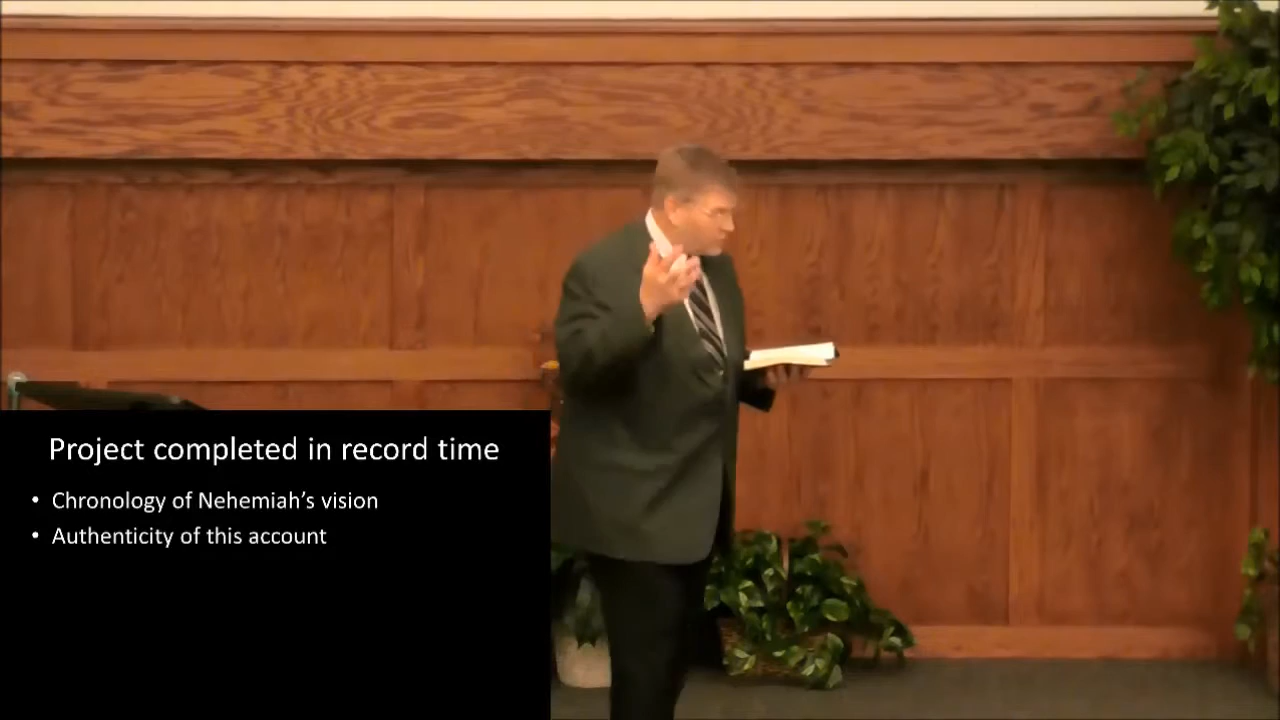 Project completed in record time
• Chronology of Nehemiah’s vision
• Authenticity of this account